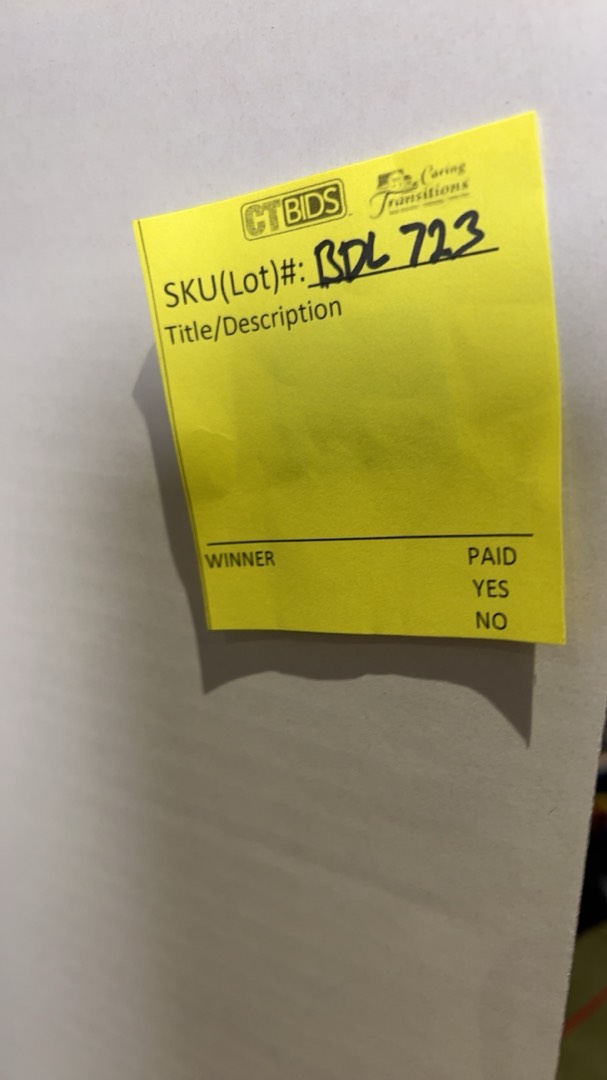 CTBIDS
Caring
Transitions
SKU(Lot)#: BDL 723
Title/Description
WINNER PAID
YES
NO